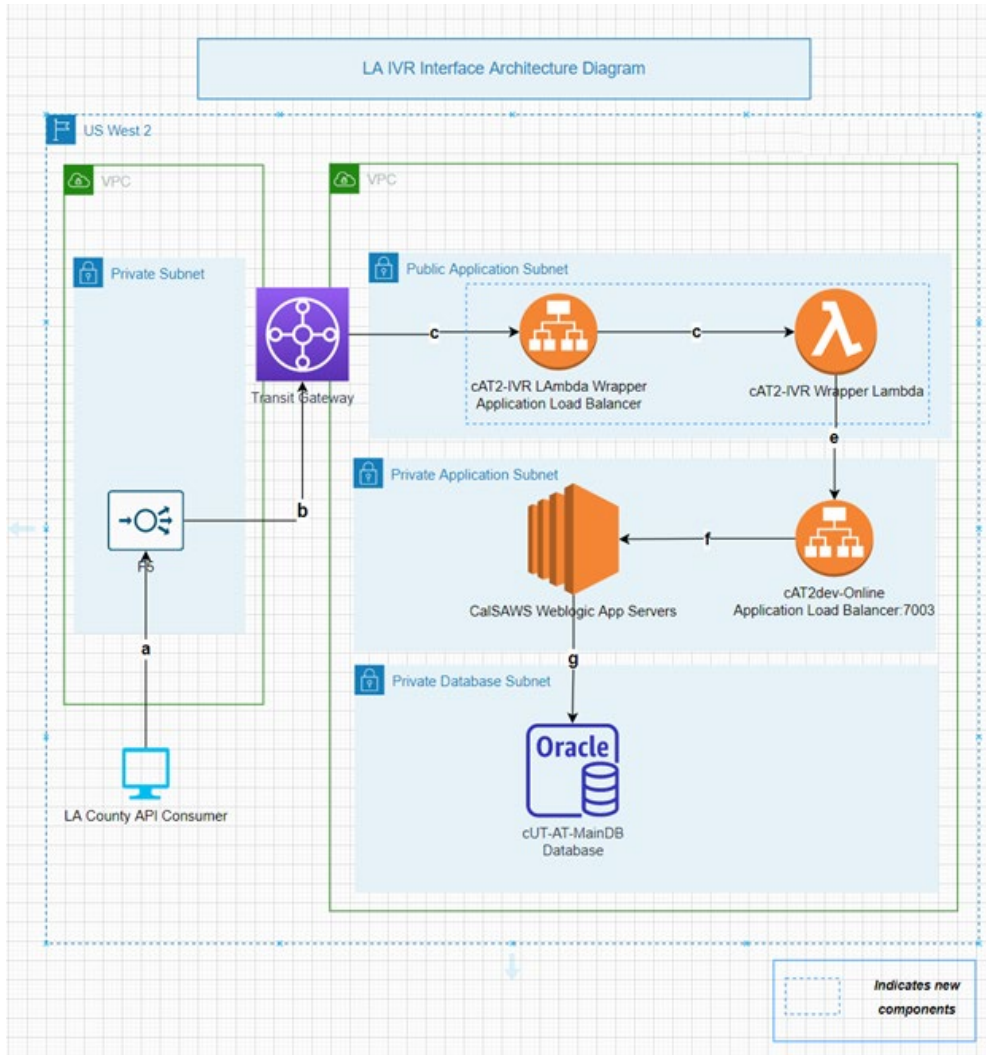 LA IVR Interface Architecture Diagram
US West 2
VPC
VPC
Private Subnet
Public Application Subnet
c
c
cAT2-IVR LAmbda Wrapper
Application Load Balancer
cAT2-IVR Wrapper Lambda
Transit Gateway
e
b
Private Application Subnet
F5
f
cAT2dev-Online
Application Load Balancer:7003
CalSAWS Weblogic App Servers
a
g
Private Database Subnet
Oracle
LA County API Consumer
cUT-AT-MainDB
Database
Indicates new
components